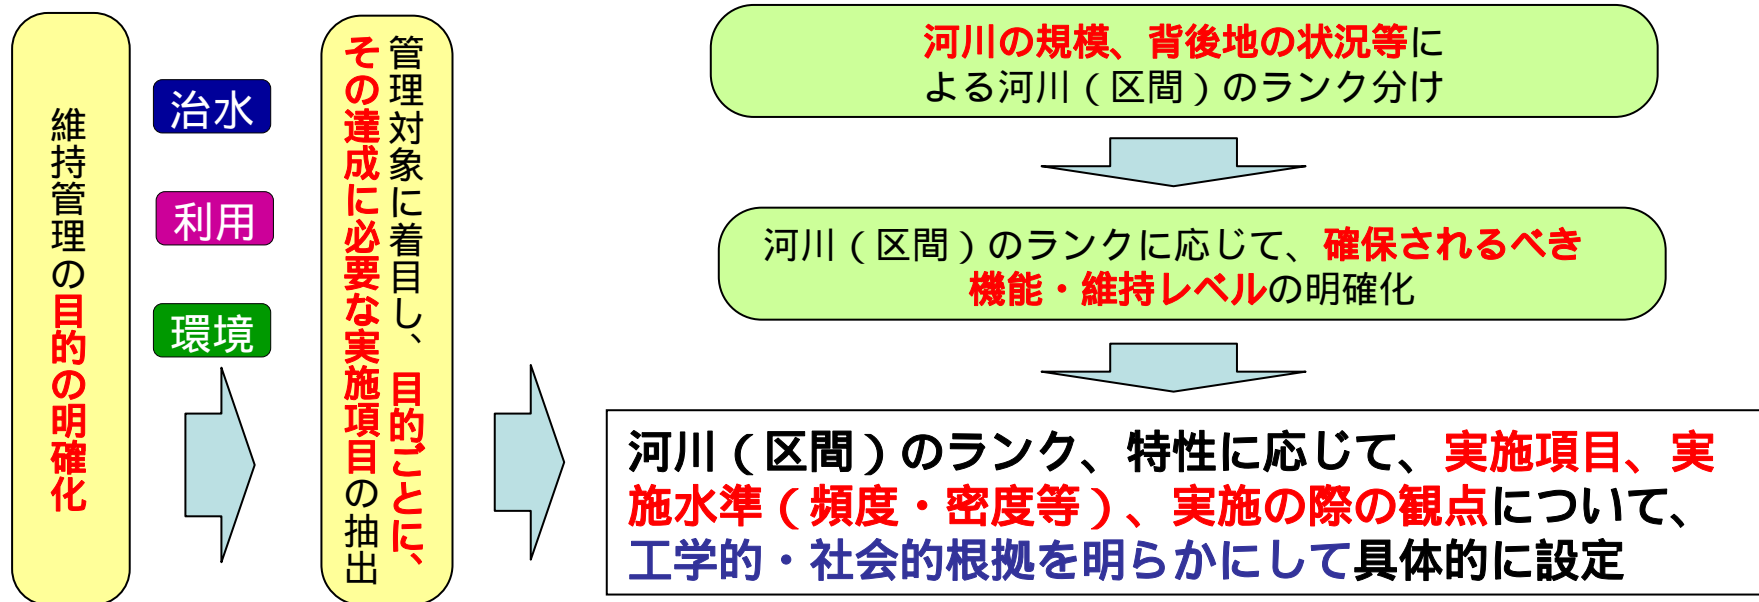 維持管理の目的の明確化
治水
利用
環境
管理対象に着目し、目的ごとに、
その達成に必要な実施項目の抽出
河川の規模、背後地の状況等に
よる河川（区間）のランク分け
河川（区間）のランクに応じて、確保されるべき
機能・維持レベルの明確化
河川（区間）のランク、特性に応じて、実施項目、実
施水準（頻度・密度等）、実施の際の観点について、
工学的・社会的根拠を明らかにして具体的に設定